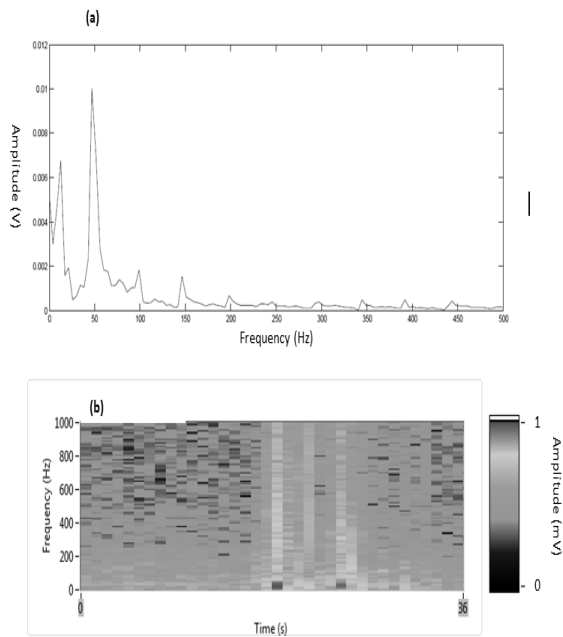 (a)
0.012
0.01
0.008
0.006
0.004
0.002
0
Amplitude (V)
0 50 100 150 200 250 300 350 400 450 500
Frequency (Hz)
(b)
1000
800
600
400
200
0
Frequency (Hz)
0 36
Time (s)
1
0
Amplitude (mV)